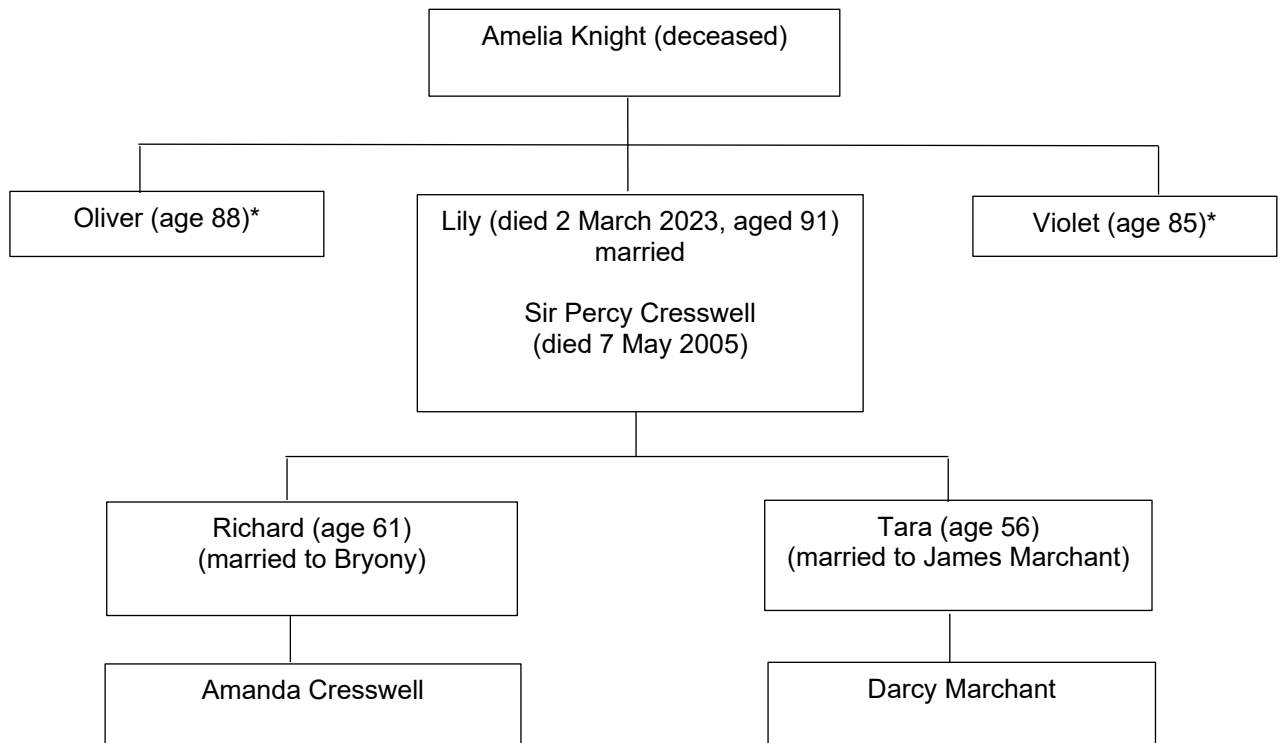 Amelia Knight (deceased)
Oliver (age 88)*
Lily (died 2 March 2023, aged 91)
married
Sir Percy Cresswell
(died 7 May 2005)
Violet (age 85)*
Richard (age 61)
(married to Bryony)
Tara (age 56)
(married to James Marchant)
Amanda Cresswell
Darcy Marchant